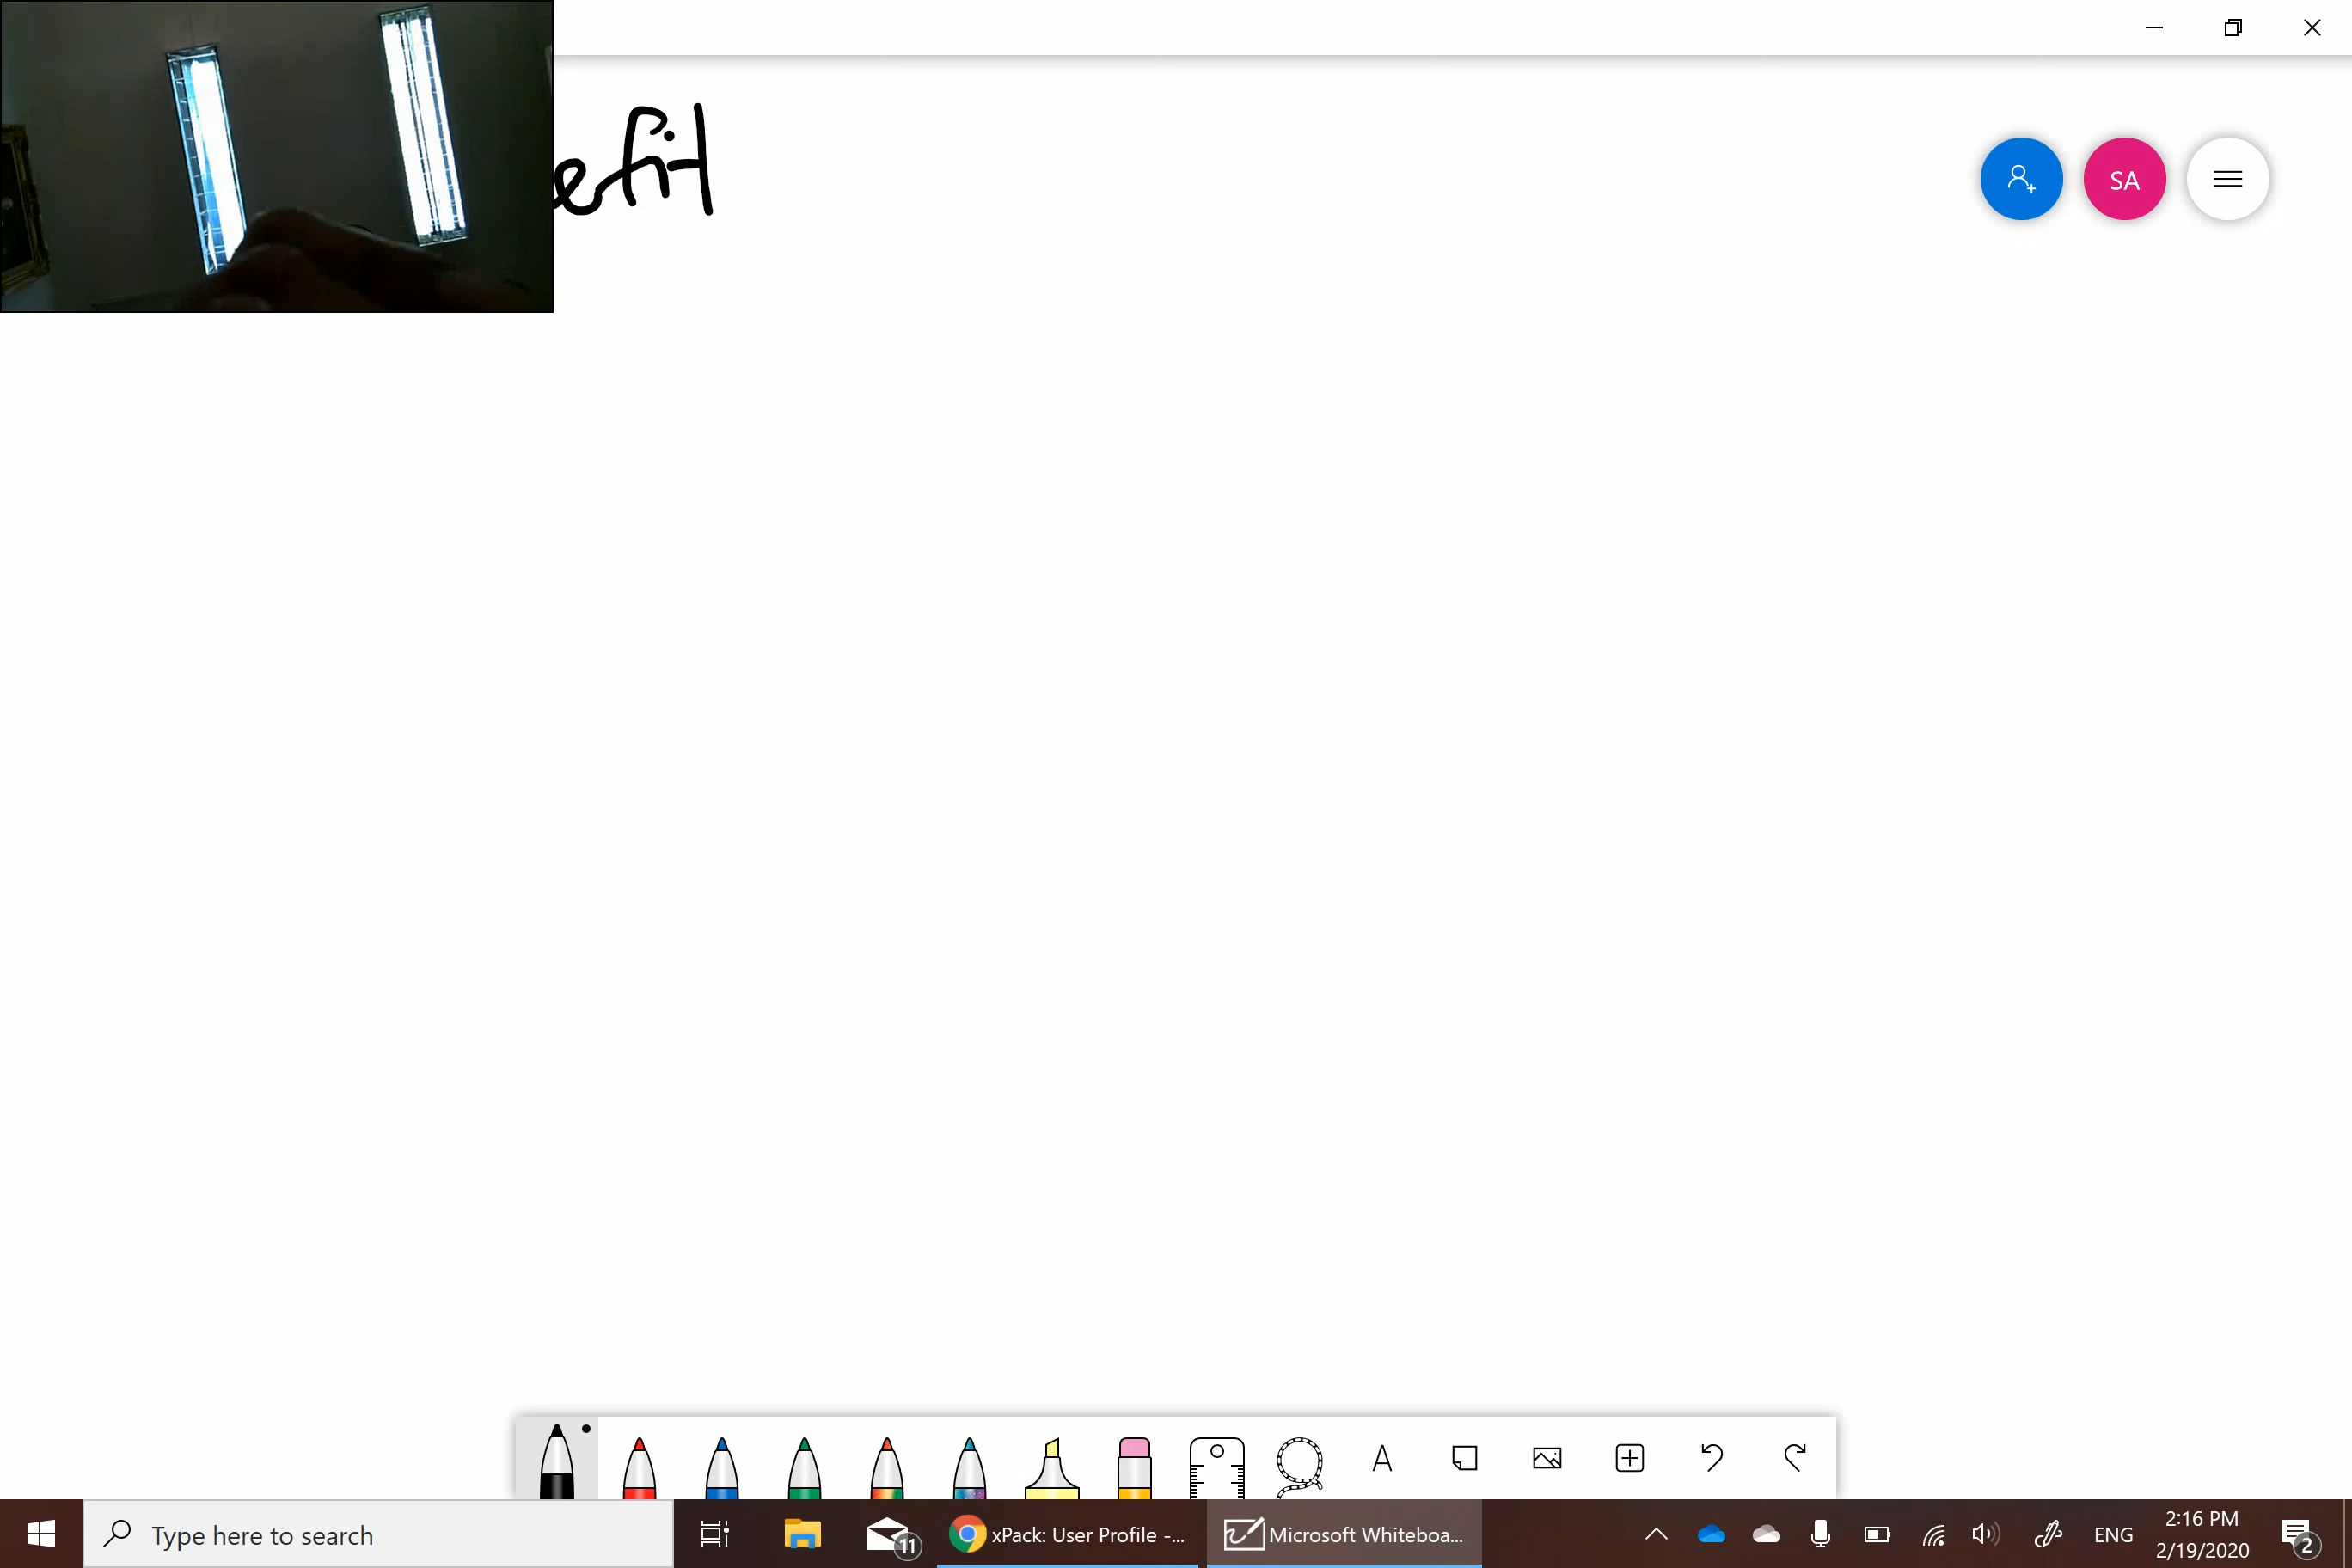 efit
SA
Type here to search
11
xPack: User Profile -...
Microsoft Whiteboa...
ENG
2:16 PM
2/19/2020
2
A